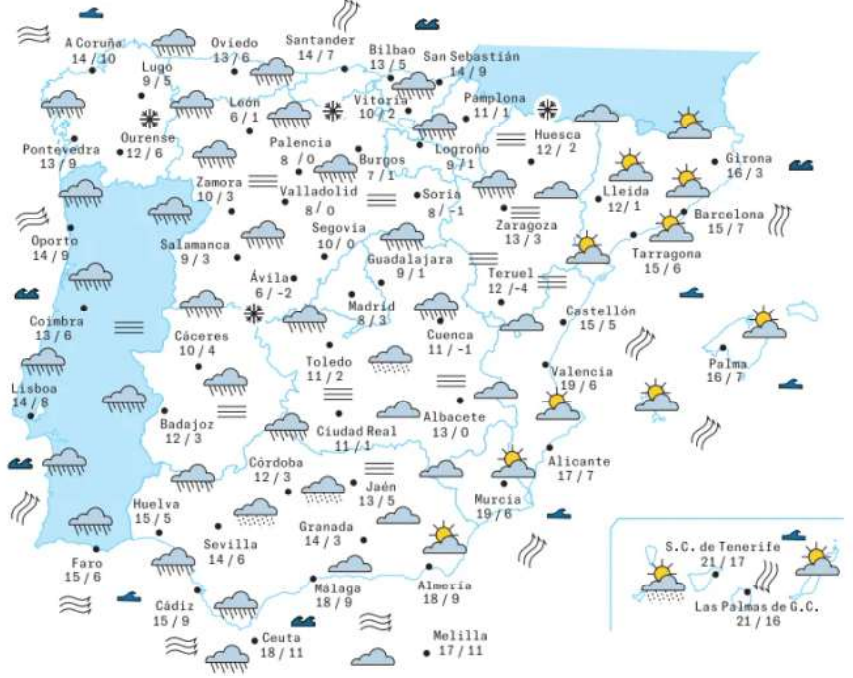 A Coruña
14 / 10
Lugo
9 / 5
Oviedo
13 / 6
Santander
14 / 7
Bilbao
13 / 5
San Sebastián
14 / 9
León
6 / 1
Vitoria
10 / 2
Pamplona
11 / 1
Pontevedra
13 / 9
Ourense
12 / 6
Palencia
8 / 0
Burgos
7 / 1
Logroño
9 / 1
Huesca
12 / 2
Girona
16 / 3
Zamora
10 / 3
Valladolid
8 / 0
Soria
8 / -1
Lleida
12 / 1
Barcelona
15 / 7
Oporto
14 / 9
Salamanca
9 / 3
Segovia
10 / 0
Zaragoza
13 / 3
Tarragona
15 / 6
Guadalajara
9 / 1
Ávila
6 / -2
Teruel
12 / -4
Coimbra
13 / 6
Madrid
8 / 3
Castellón
15 / 5
Cáceres
10 / 4
Cuenca
11 / -1
Toledo
11 / 2
Valencia
19 / 6
Palma
16 / 7
Lisboa
14 / 8
Badajoz
12 / 3
Ciudad Real
11 / 1
Albacete
13 / 0
Alicante
17 / 7
Córdoba
12 / 3
Jaén
13 / 5
Murcia
19 / 6
Huelva
15 / 5
Sevilla
14 / 6
Granada
14 / 3
Faro
15 / 6
Málaga
18 / 9
Almería
18 / 9
Cádiz
15 / 9
Ceuta
18 / 11
Melilla
17 / 11
S.C. de Tenerife
21 / 17
Las Palmas de G.C.
21 / 16